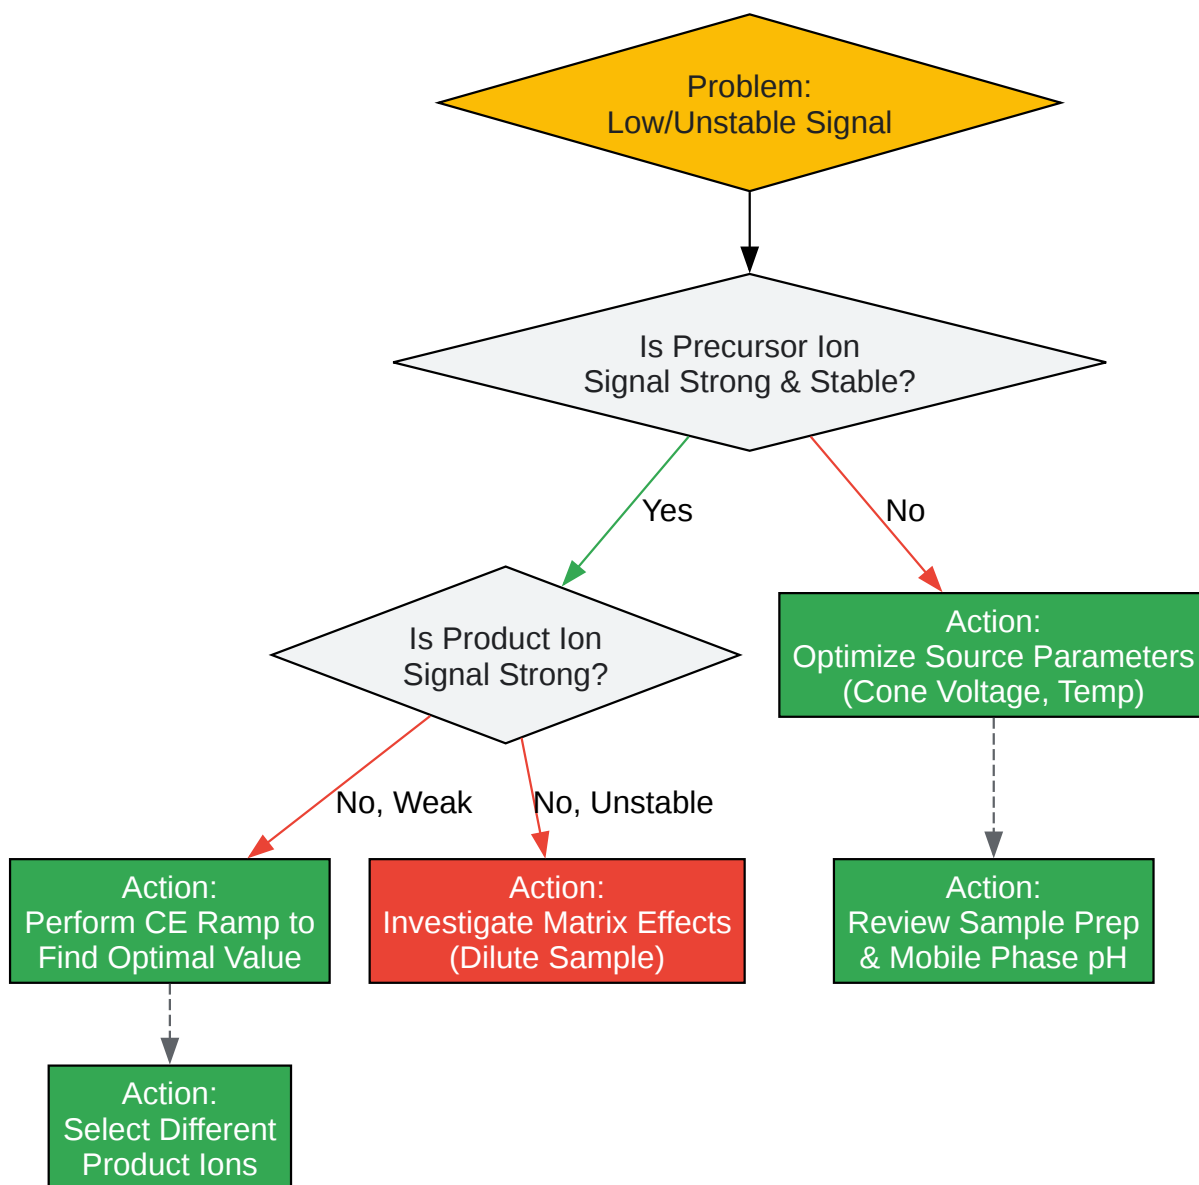 Problem:
Low/Unstable Signal
Is Precursor Ion
Signal Strong & Stable?
Yes
No
Is Product Ion
Signal Strong?
Action:
Optimize Source Parameters
(Cone Voltage, Temp)
No, Weak
No, Unstable
Action:
Perform CE Ramp to
Find Optimal Value
Action:
Investigate Matrix Effects
(Dilute Sample)
Action:
Review Sample Prep
& Mobile Phase pH
Action:
Select Different
Product Ions